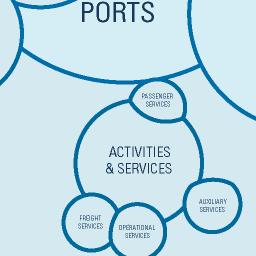 PORTS
PASSENGER
SERVICES
ACTIVITIES
& SERVICES
AUXILIARY
SERVICES
FREIGHT
SERVICES
OPERATIONAL
SERVICES